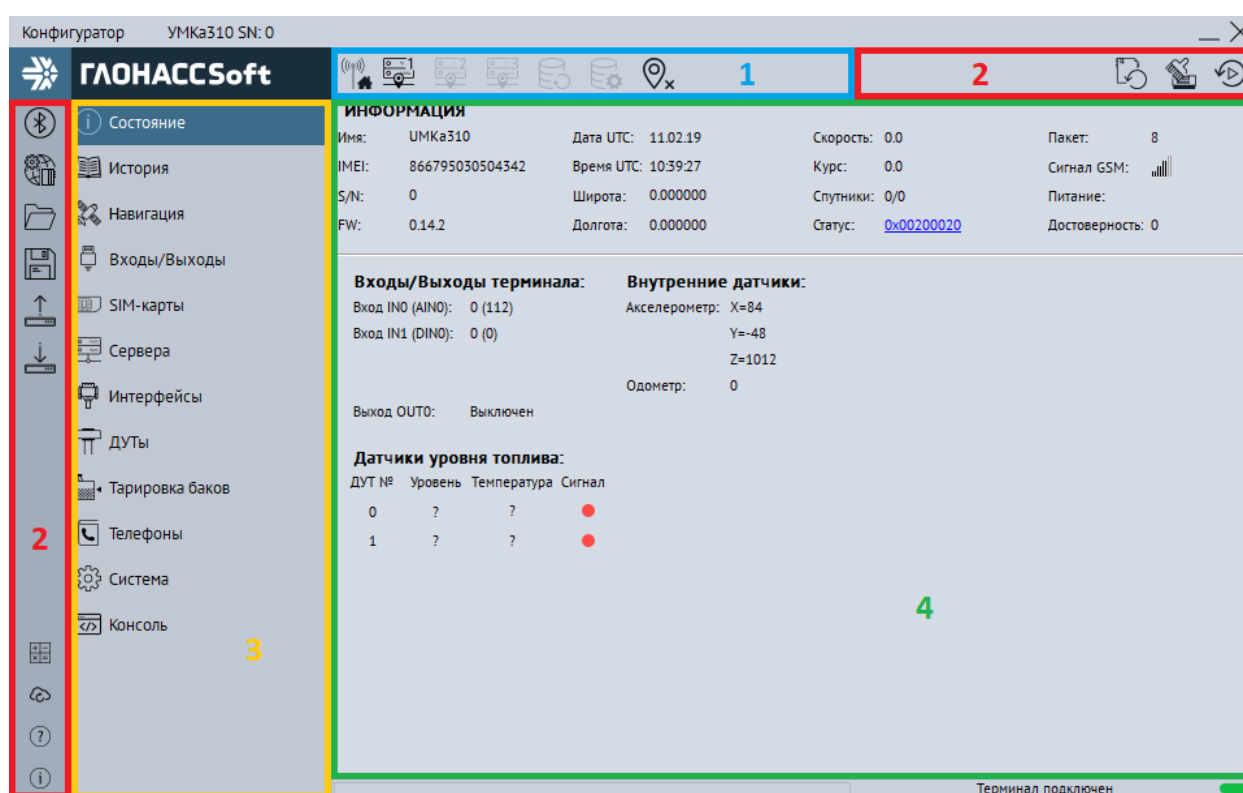 Конфигуратор УМКа310 SN: 0
ГЛОНАССSoft
1
2
3
1
2
ИНФОРМАЦИЯ
Имя: UMKa310 Дата UTC: 11.02.19 Скорость: 0.0 Пакет: 8
IMEI: 866795030504342 Время UTC: 10:39:27 Курс: 0.0 Сигнал GSM:
S/N: 0 Широта: 0.000000 Спутники: 0/0 Питание:
FW: 0.14.2 Долгота: 0.000000 Статус: 0x00200020 Достоверность: 0
Состояние
История
Навигация
Входы/Выходы
SIM-карты
Сервера
Интерфейсы
ДУТы
Тарировка баков
Телефоны
Система
Консоль
2
3
Входы/Выходы терминала: Внутренние датчики:
Вход IN0 (AIN0): 0 (112) Акселерометр: X=84
Вход IN1 (DIN0): 0 (0) Y=-48
Z=1012
Одометр: 0
Выход OUT0: Выключен
Датчики уровня топлива:
ДУТ № Уровень Температура Сигнал
0 ? ?
1 ? ?
4
Терминал подключен